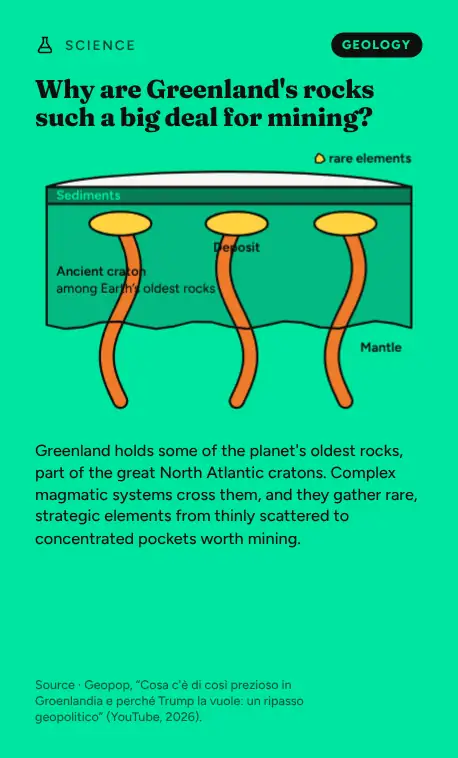 SCIENCE
GEOLOGY
Why are Greenland's rocks
such a big deal for mining?
rare elements
Sediments
Deposit
Ancient craton
among Earth's oldest rocks
Mantle
Greenland holds some of the planet's oldest rocks,
part of the great North Atlantic cratons. Complex
magmatic systems cross them, and they gather rare,
strategic elements from thinly scattered to
concentrated pockets worth mining.
Source · Geopop, “Cosa c'è di così prezioso in
Groenlandia e perché Trump la vuole: un ripasso
geopolitico” (YouTube, 2026).